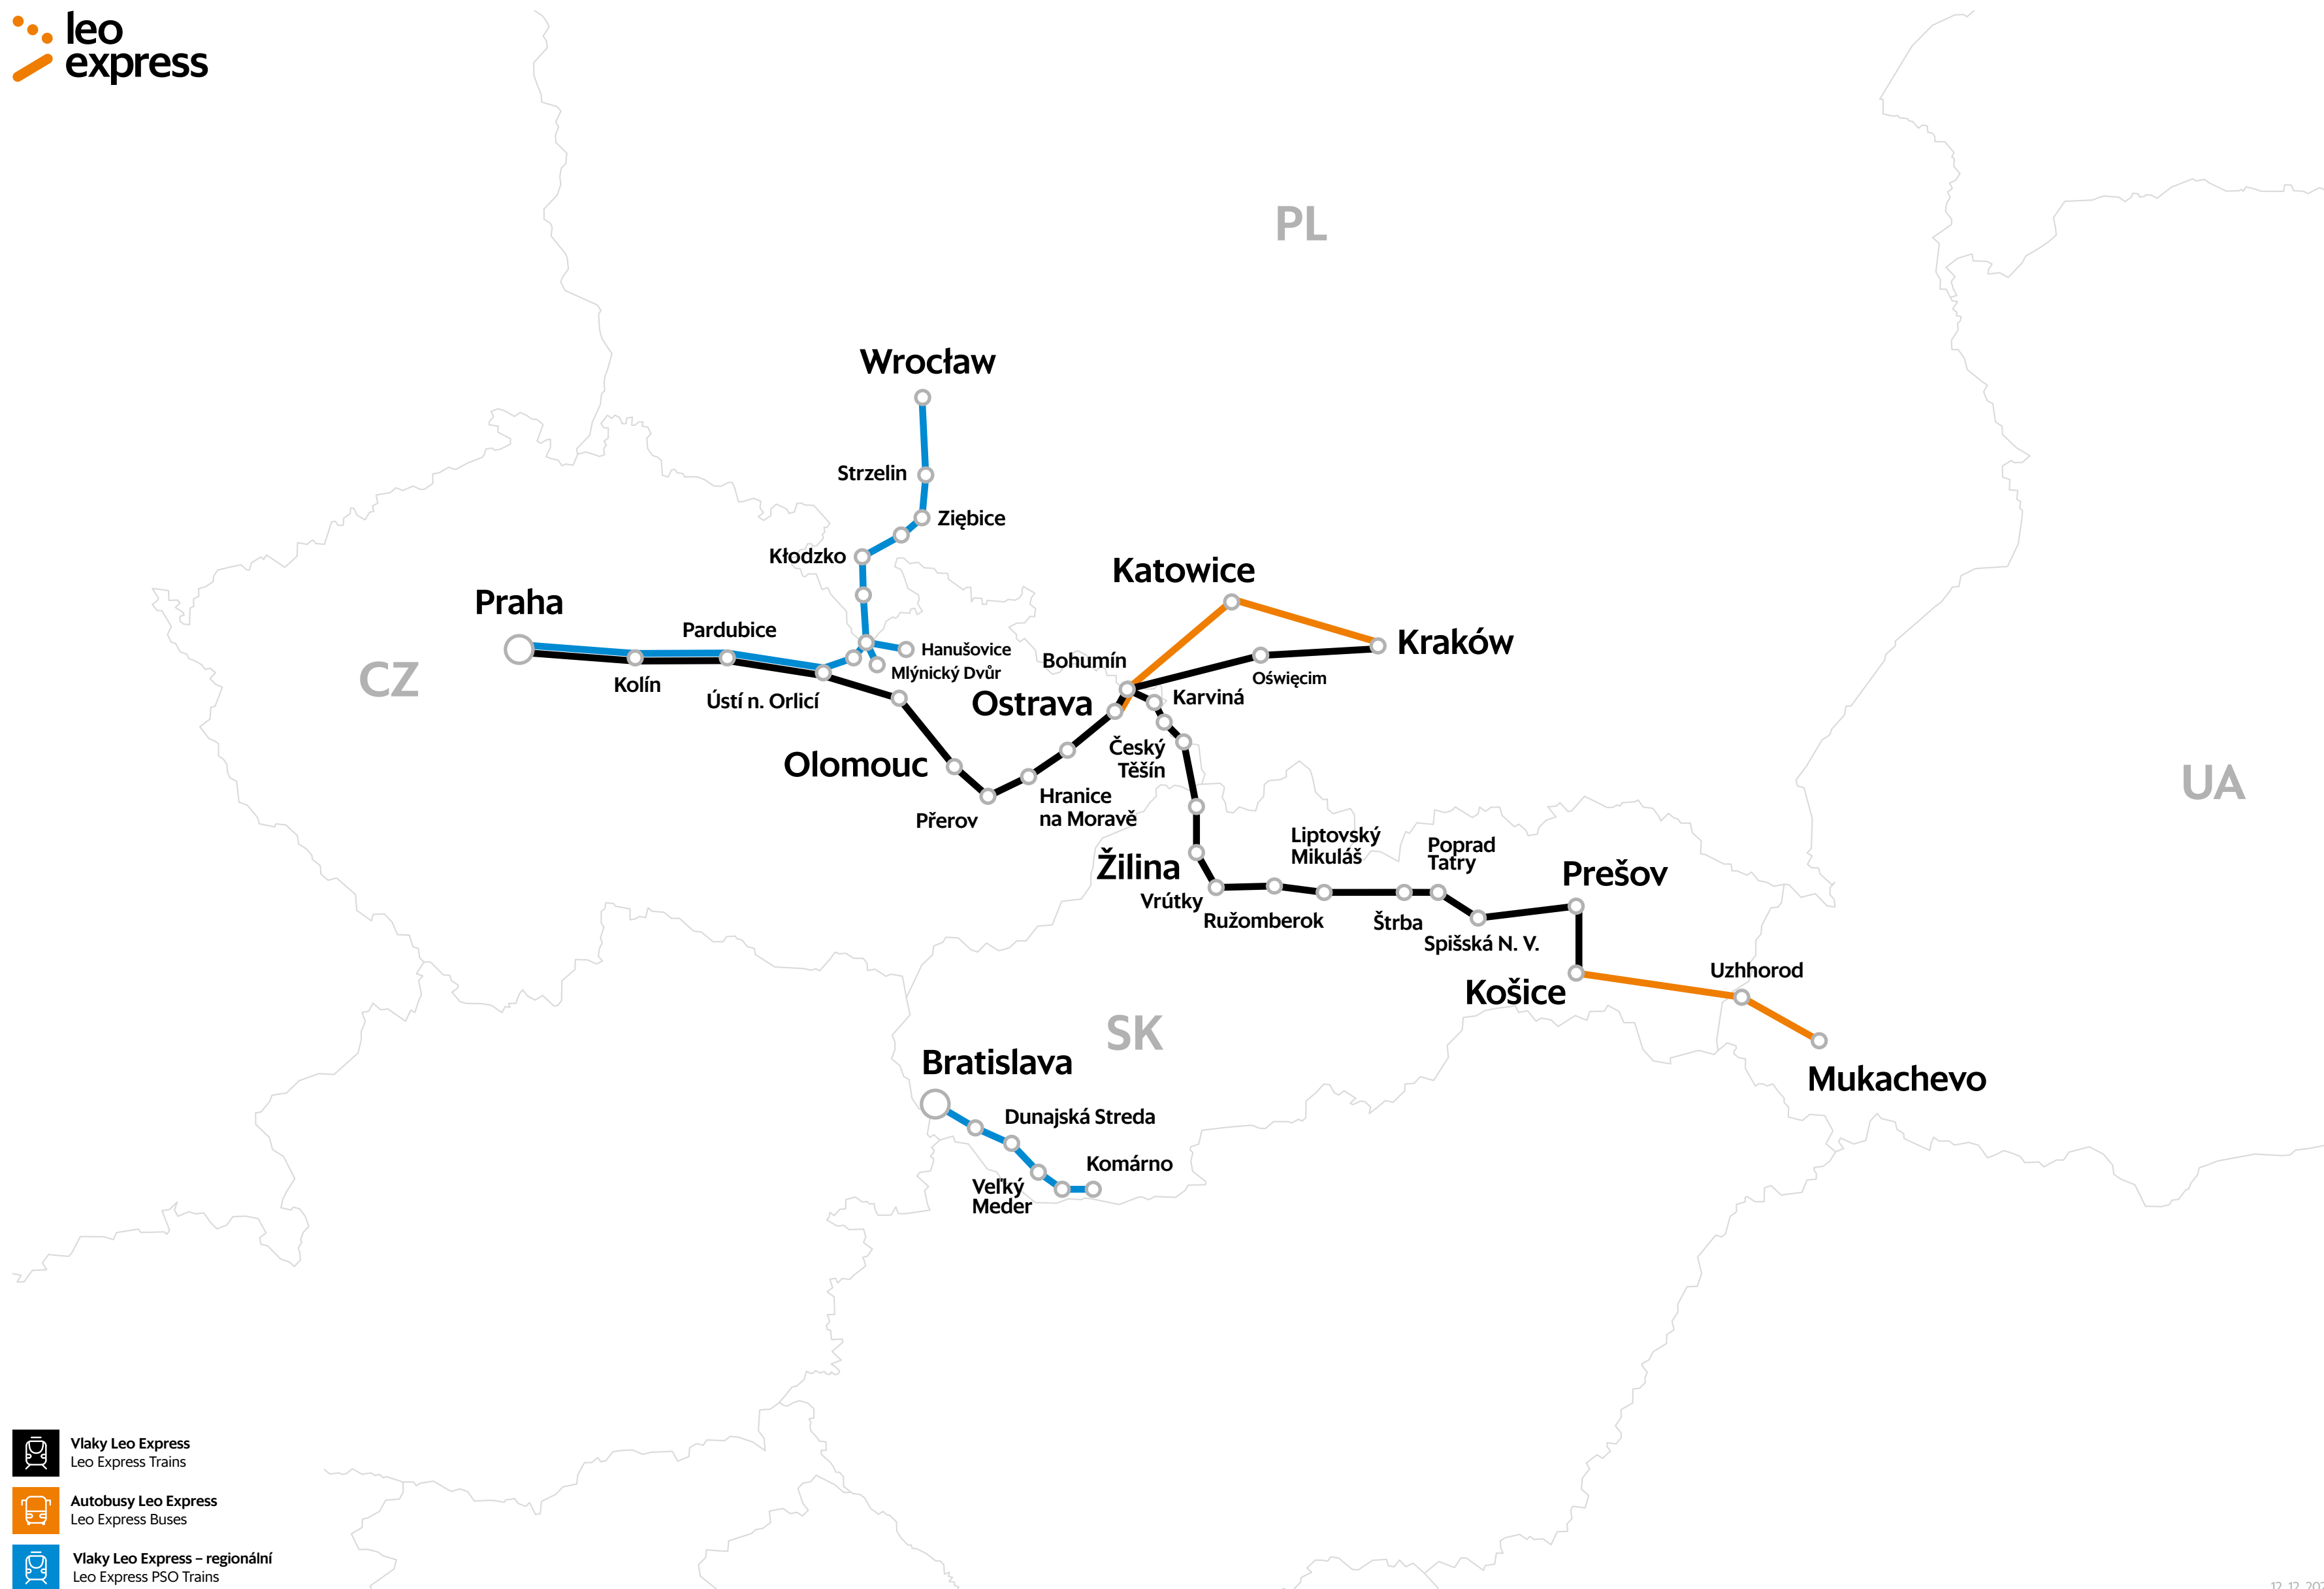 leo
express
PL
Wrocław
Strzelin
Ziębice
Kłodzko
Katowice
Praha
Pardubice
Kraków
Hanušovice
Bohumín
Mlýnický Dvůr
Oświęcim
CZ
Kolín
Ústí n. Orlicí
Ostrava
Karviná
Český
Těšín
Olomouc
UA
Hranice
na Moravě
Přerov
Liptovský
Mikuláš
Poprad
Tatry
Žilina
Prešov
Vrútky
Ružomberok
Štrba
Spišská N. V.
Uzhhorod
Košice
SK
Bratislava
Mukachevo
Dunajská Streda
Komárno
Veľký
Meder
Vlaky Leo Express
Leo Express Trains
Autobusy Leo Express
Leo Express Buses
Vlaky Leo Express – regionální
Leo Express PSO Trains